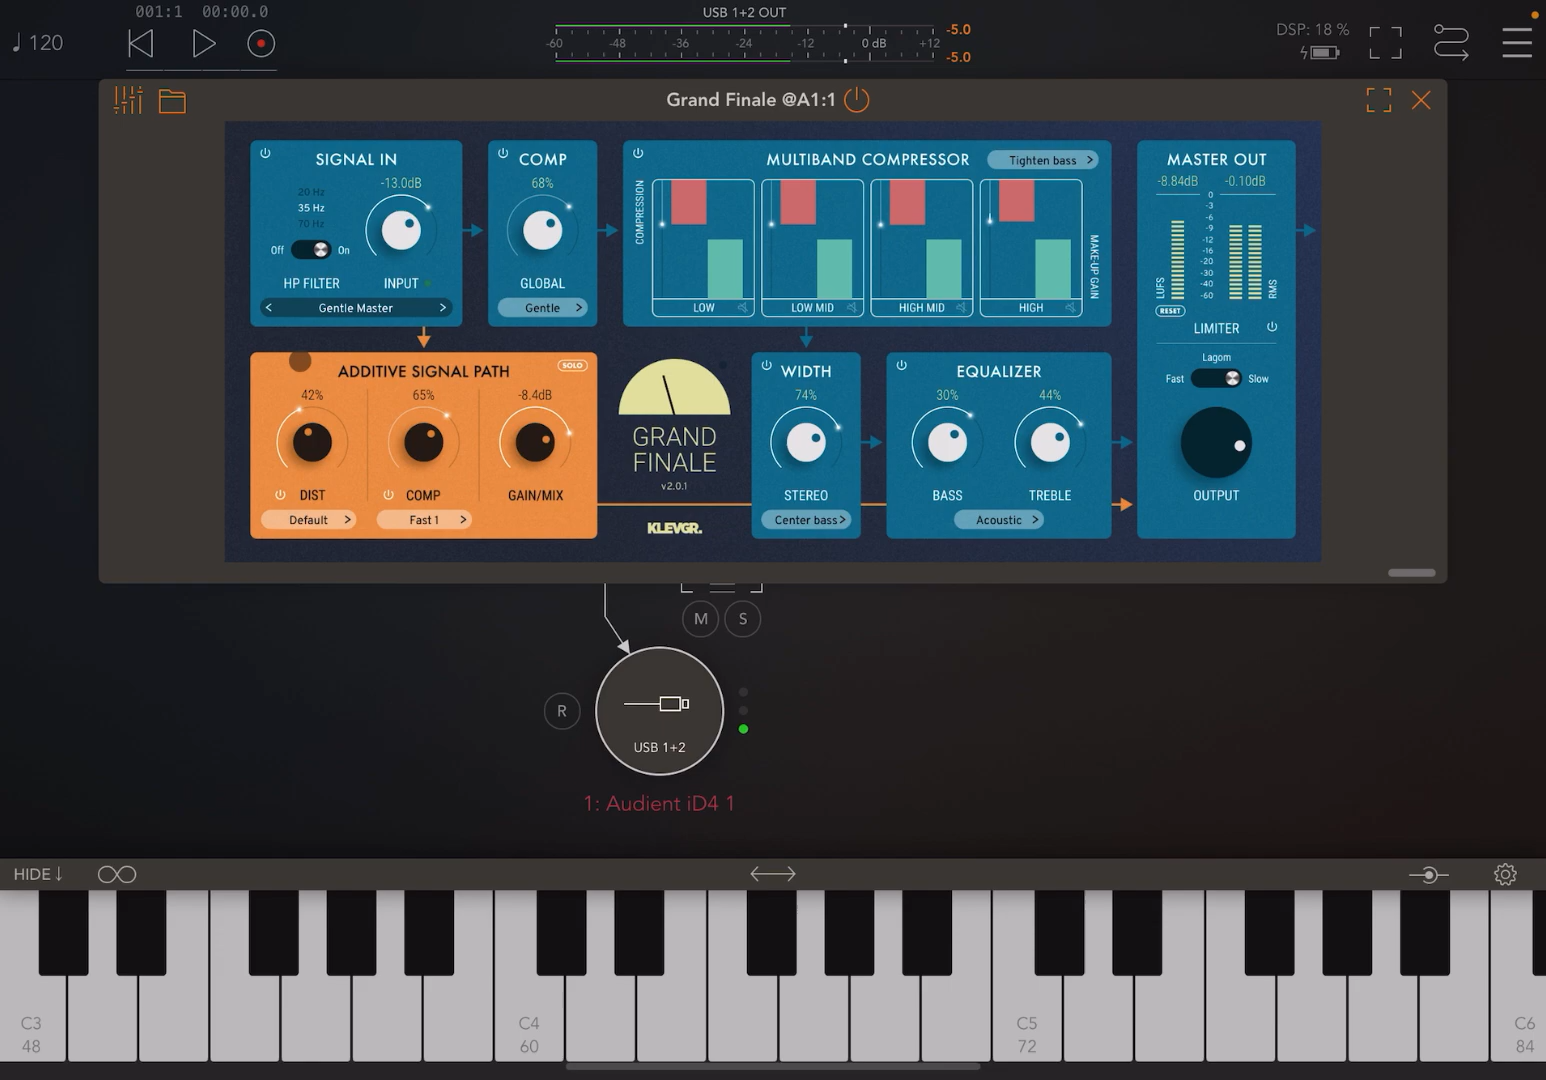 001:1 00:00.0
♩ 120
USB 1+2 OUT
-60 -48 -36 -24 -12 0 dB +12
-5.0
-5.0
DSP: 18 %
Grand Finale @A1:1
SIGNAL IN
-13.0dB
20 Hz
35 Hz
70 Hz
Off On
HP FILTER INPUT
< Gentle Master >
COMP
68%
GLOBAL
Gentle >
MULTIBAND COMPRESSOR
Tighten bass >
COMPRESSION
LOW LOW MID HIGH MID HIGH
MAKE-UP GAIN
MASTER OUT
-8.84dB -0.10dB
0
-3
-6
-9
-12
-16
-20
-30
-40
-60
LUFS RMS
RESET
LIMITER
Lagom
Fast Slow
OUTPUT
ADDITIVE SIGNAL PATH
SOLO
42% 65% -8.4dB
DIST COMP GAIN/MIX
Default > Fast 1 >
GRAND
FINALE
v2.0.1
KLEVGR.
WIDTH
74%
STEREO
Center bass>
EQUALIZER
30% 44%
BASS TREBLE
Acoustic >
M S
R
USB 1+2
1: Audient iD4 1
HIDE↓
C3 C4 C5 C6
48 60 72 84